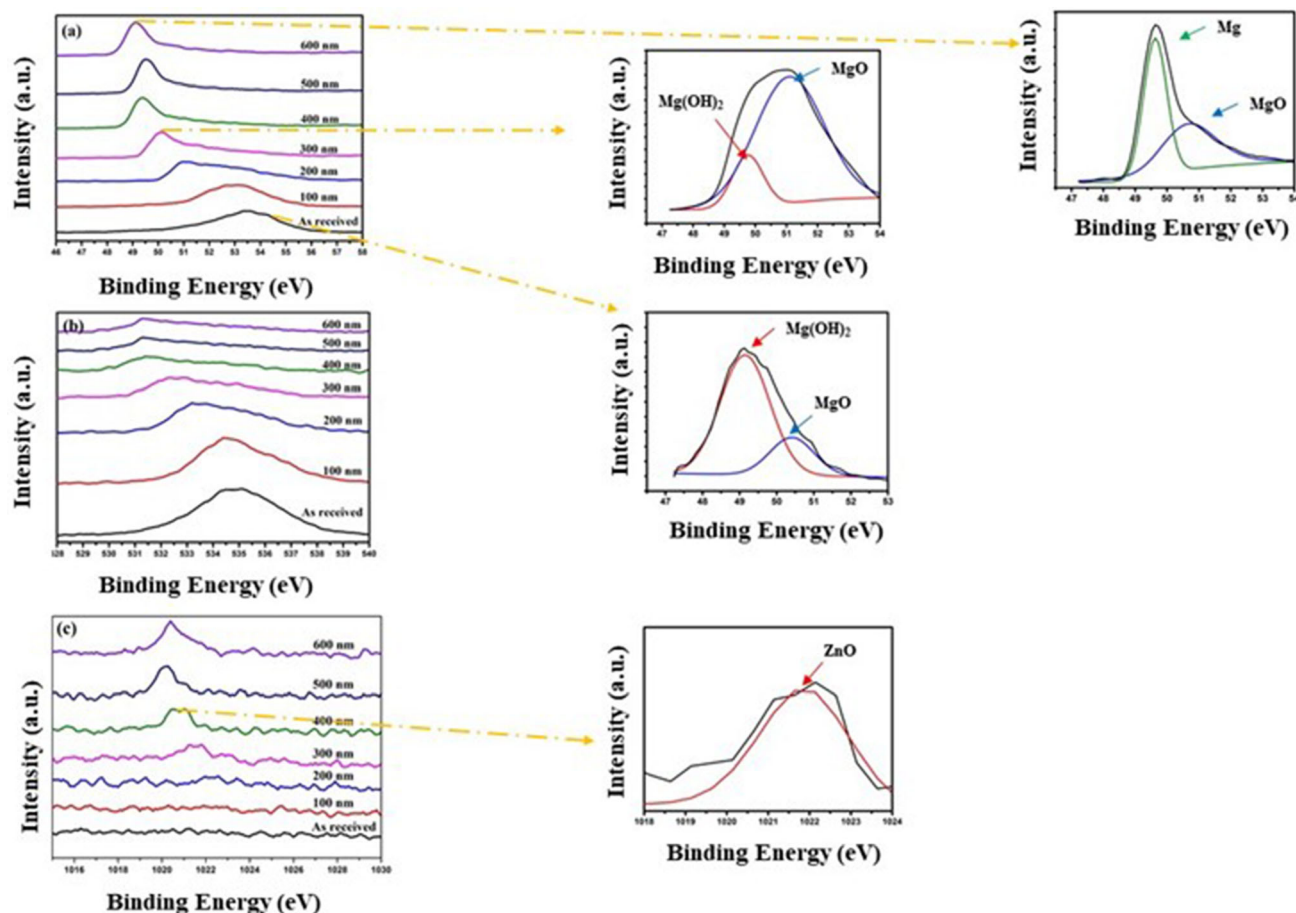 (a)
600 nm
500 nm
400 nm
300 nm
200 nm
100 nm
As received
46 47 48 49 50 51 52 53 54 55 56 57 58
Intensity (a.u.)
Binding Energy (eV)
MgO
Mg(OH)2
47 48 49 50 51 52 53 54
Intensity (a.u.)
Binding Energy (eV)
Mg
MgO
47 48 49 50 51 52 53
Intensity (a.u.)
Binding Energy (eV)
(b)
600 nm
500 nm
400 nm
300 nm
200 nm
100 nm
As received
529 530 531 532 533 534 535 536 537 538 539 540
Intensity (a.u.)
Binding Energy (eV)
Mg(OH)2
MgO
47 48 49 50 51 52 53
Intensity (a.u.)
Binding Energy (eV)
(c)
600 nm
500 nm
400 nm
300 nm
200 nm
100 nm
As received
1016 1018 1020 1022 1024 1026 1028 1030
Intensity (a.u.)
Binding Energy (eV)
ZnO
1018 1019 1020 1021 1022 1023 1024
Intensity (a.u.)
Binding Energy (eV)